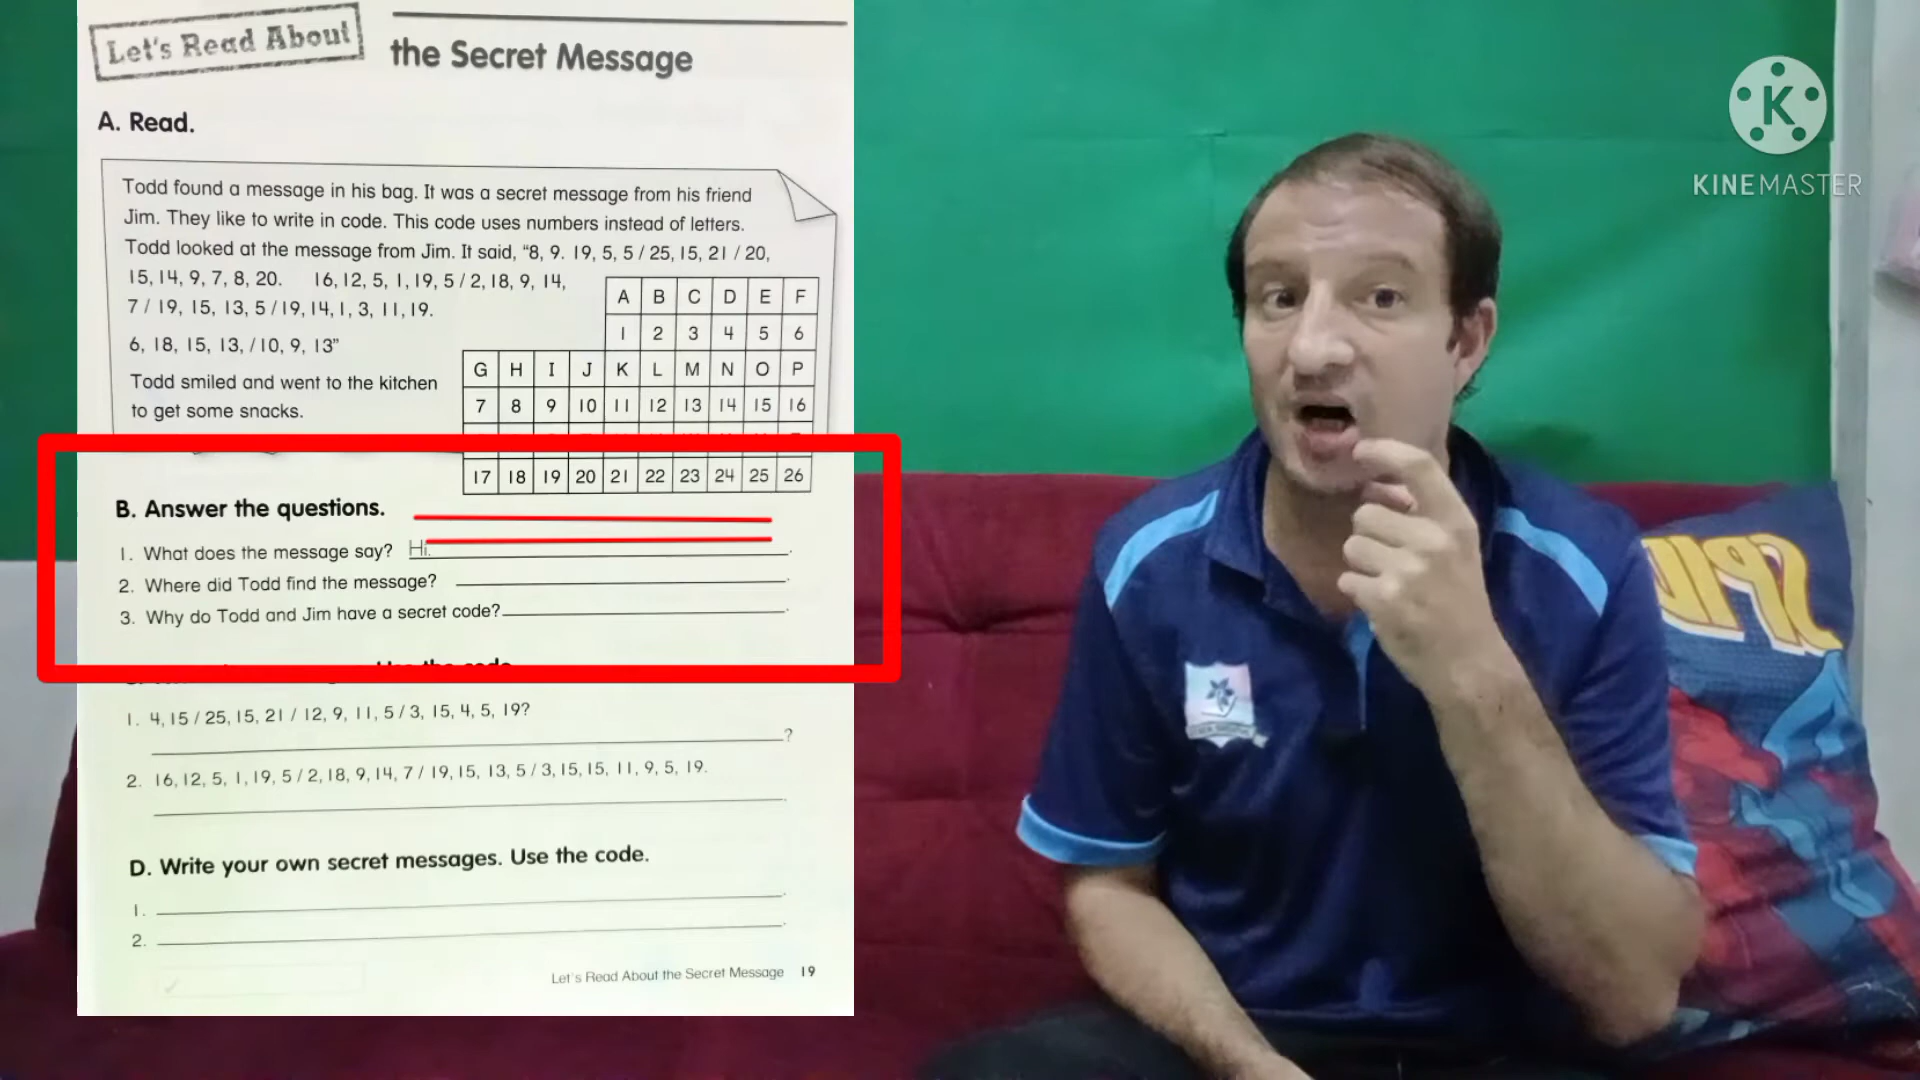 Let's Read About
the Secret Message
A. Read.
Todd found a message in his bag. It was a secret message from his friend
Jim. They like to write in code. This code uses numbers instead of letters.
Todd looked at the message from Jim. It said, “8, 9. 19, 5, 5 / 25, 15, 21 / 20,
15, 14, 9, 7, 8, 20. 16, 12, 5, 1, 19, 5 / 2, 18, 9, 14,
7 / 19, 15, 13, 5 / 19, 14, 1, 3, 11, 19.
6, 18, 15, 13, / 10, 9, 13”
Todd smiled and went to the kitchen
to get some snacks.
A B C D E F
1 2 3 4 5 6
G H I J K L M N O P
7 8 9 10 11 12 13 14 15 16
17 18 19 20 21 22 23 24 25 26
B. Answer the questions.
1. What does the message say? Hi.
2. Where did Todd find the message?
3. Why do Todd and Jim have a secret code?
Use the code.
1. 4, 15 / 25, 15, 21 / 12, 9, 11, 5 / 3, 15, 4, 5, 19?
?
2. 16, 12, 5, 1, 19, 5 / 2, 18, 9, 14, 7 / 19, 15, 13, 5 / 3, 15, 15, 11, 9, 5, 19.
D. Write your own secret messages. Use the code.
1.
2.
Let's Read About the Secret Message 19
K
KINEMASTER